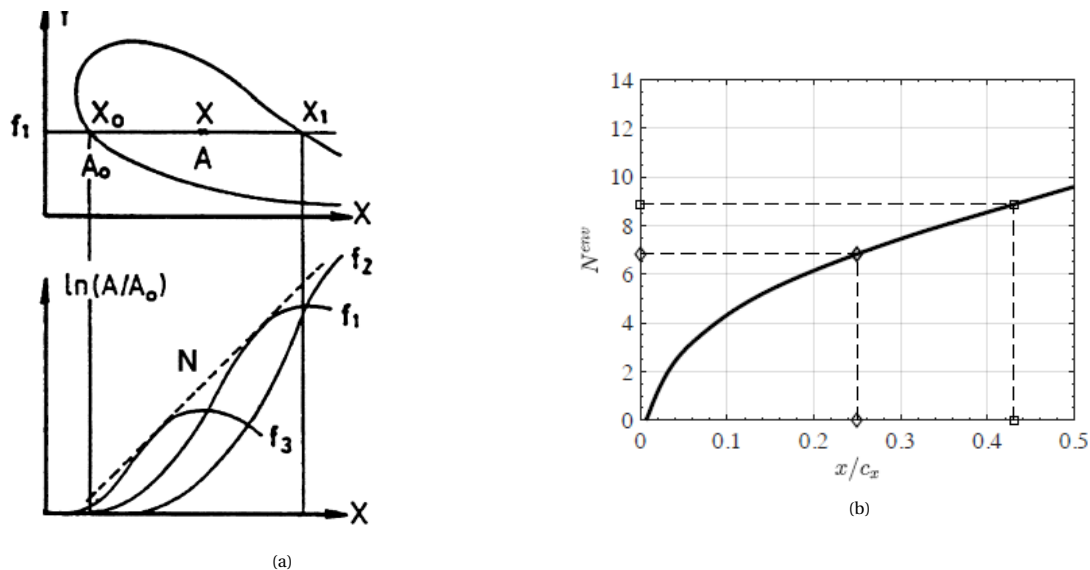 f₁
X₀
X
X₁
A₀
A
X
ln(A/A₀)
f₂
f₁
N
f₃
X
(a)
14
12
10
8
6
4
2
0
N^{env}
0
0.1
0.2
0.3
0.4
0.5
x/cₓ
(b)